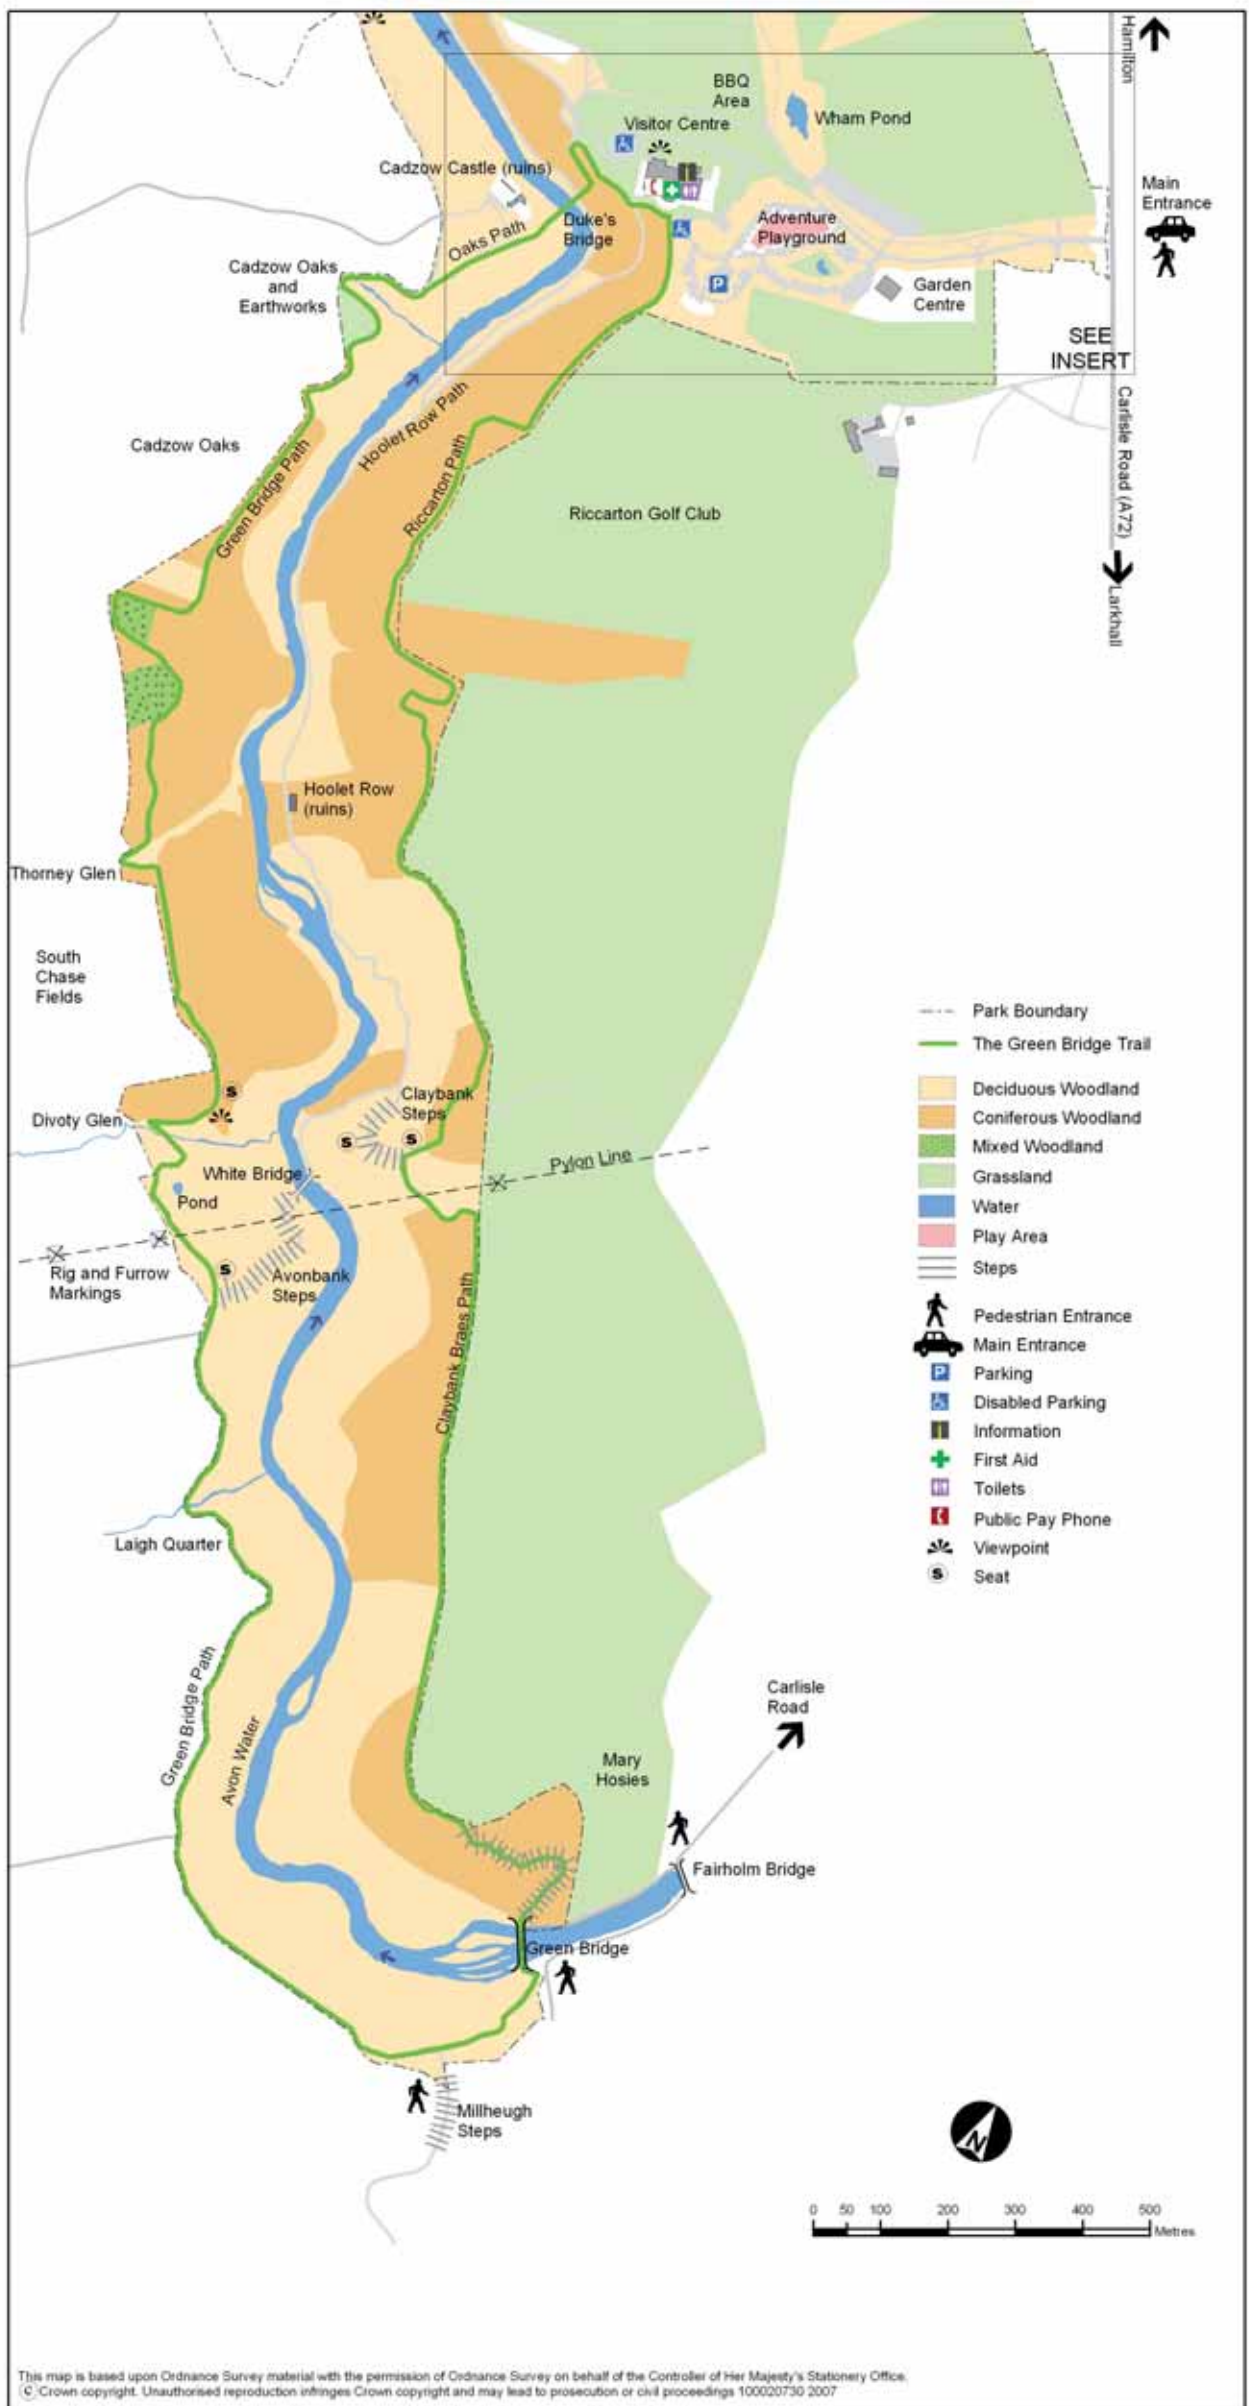 Hamilton
BBQ
Area
Wham Pond
Visitor Centre
Cadzow Castle (ruins)
Main
Entrance
Duke's
Bridge
Adventure
Playground
Oaks Path
Cadzow Oaks
and
Earthworks
P
Garden
Centre
SEE
INSERT
Carlisle Road (A72)
Larkhall
Hoolet Row Path
Cadzow Oaks
Green Bridge Path
Riccarton Path
Riccarton Golf Club
Hoolet Row
(ruins)
Thorney Glen
South
Chase
Fields
S
Divoty Glen
Claybank
Steps
S
S
White Bridge
Pylon Line
Pond
S
Rig and Furrow
Markings
Avonbank
Steps
Claybank Braes Path
Laigh Quarter
Green Bridge Path
Avon Water
Carlisle
Road
Mary
Hosies
Fairholm Bridge
Green Bridge
Millheugh
Steps
Park Boundary
The Green Bridge Trail
Deciduous Woodland
Coniferous Woodland
Mixed Woodland
Grassland
Water
Play Area
Steps
Pedestrian Entrance
Main Entrance
P Parking
Disabled Parking
Information
First Aid
Toilets
Public Pay Phone
Viewpoint
S Seat
N
0 50 100 200 300 400 500
Metres
This map is based upon Ordnance Survey material with the permission of Ordnance Survey on behalf of the Controller of Her Majesty's Stationery Office.
© Crown copyright. Unauthorised reproduction infringes Crown copyright and may lead to prosecution or civil proceedings 100020730 2007